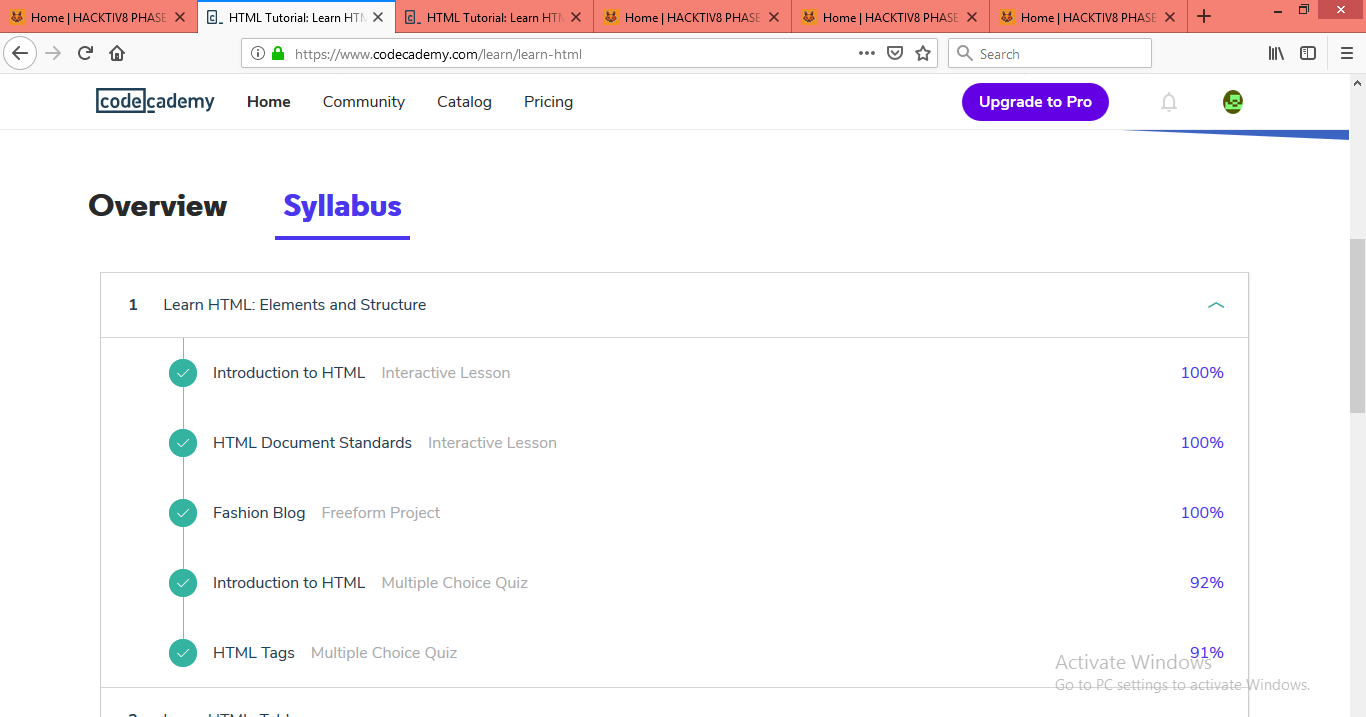 Home | HACKTIV8 PHASE
HTML Tutorial: Learn HTM
HTML Tutorial: Learn HTM
Home | HACKTIV8 PHASE
Home | HACKTIV8 PHASE
Home | HACKTIV8 PHASE
https://www.codecademy.com/learn/learn-html
Search
codecademy Home Community Catalog Pricing Upgrade to Pro
Overview Syllabus
1 Learn HTML: Elements and Structure
Introduction to HTML Interactive Lesson 100%
HTML Document Standards Interactive Lesson 100%
Fashion Blog Freeform Project 100%
Introduction to HTML Multiple Choice Quiz 92%
HTML Tags Multiple Choice Quiz 91%
Activate Windows
Go to PC settings to activate Windows.